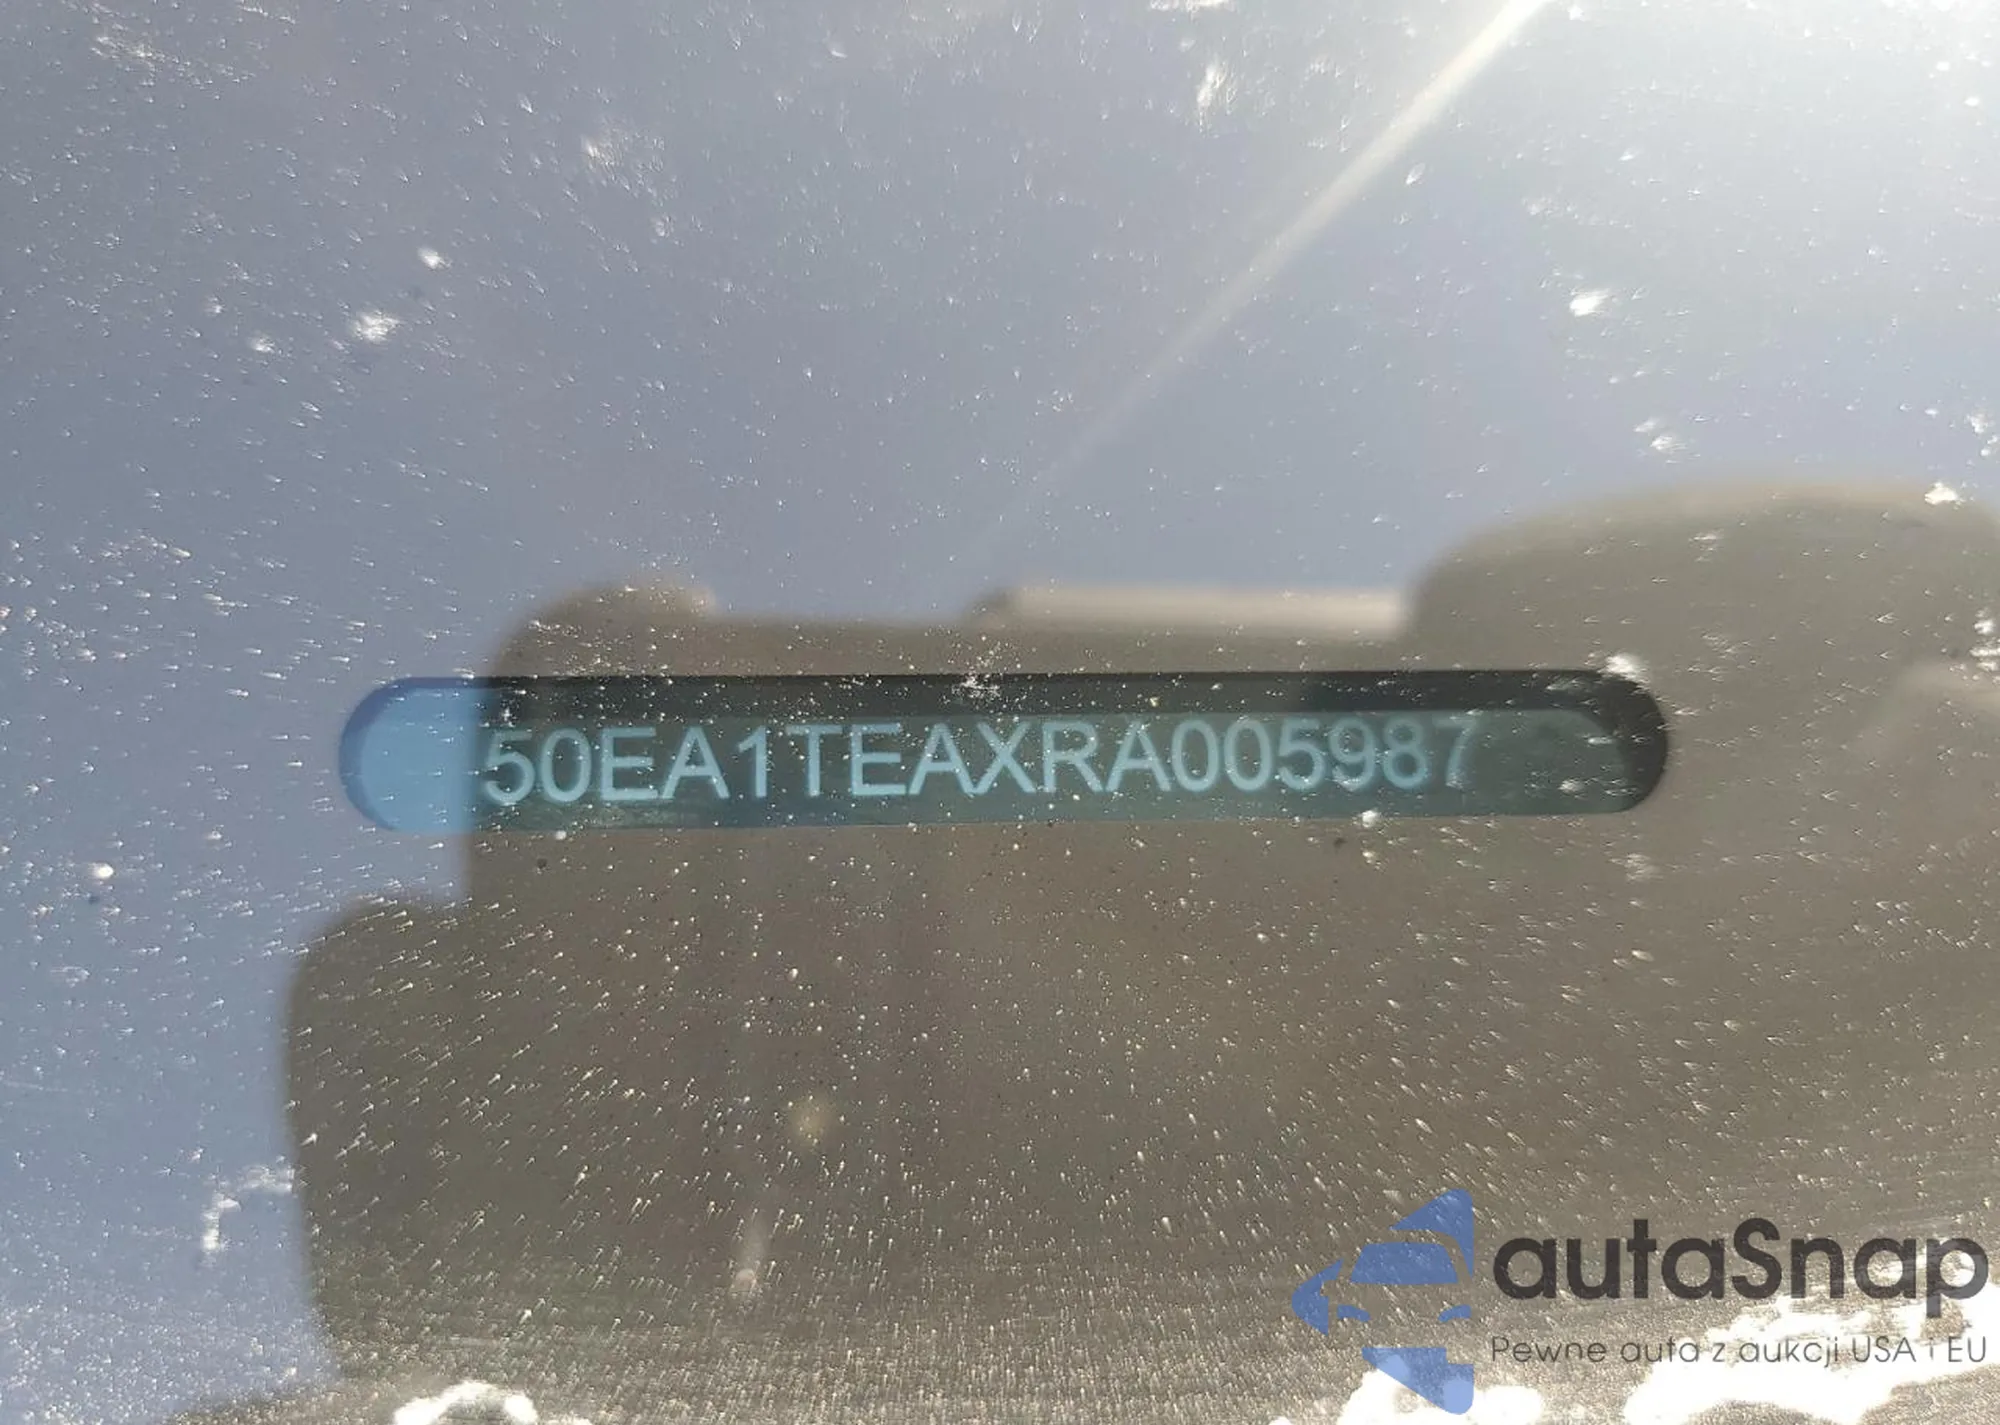 50EA1TEAXRA005987
autaSnap
Pewne auta z aukcji USA i EU